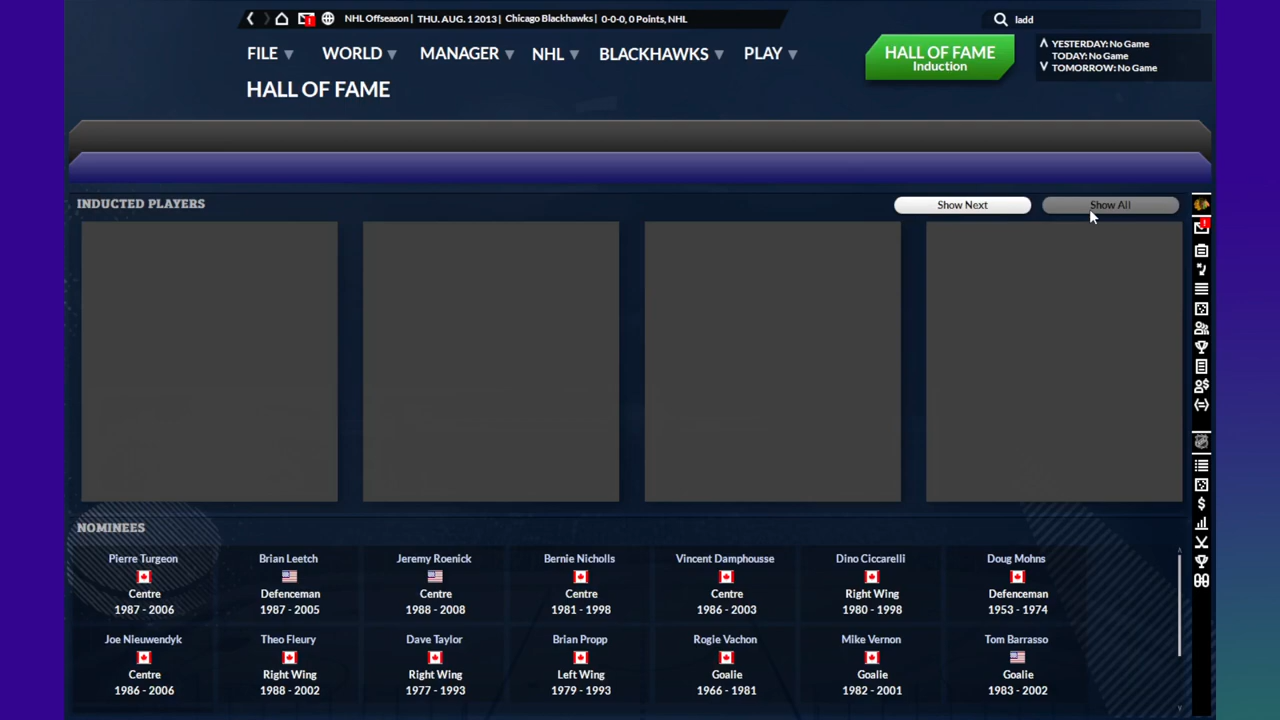 NHL Offseason | THU. AUG. 1 2013 | Chicago Blackhawks | 0-0-0, 0 Points, NHL
ladd
FILE WORLD MANAGER NHL BLACKHAWKS PLAY
HALL OF FAME
Induction
YESTERDAY: No Game
TODAY: No Game
TOMORROW: No Game
HALL OF FAME
INDUCTED PLAYERS
Show Next
Show All
NOMINEES
Pierre Turgeon
Centre
1987 - 2006
Brian Leetch
Defenceman
1987 - 2005
Jeremy Roenick
Centre
1988 - 2008
Bernie Nicholls
Centre
1981 - 1998
Vincent Damphousse
Centre
1986 - 2003
Dino Ciccarelli
Right Wing
1980 - 1998
Doug Mohns
Defenceman
1953 - 1974
Joe Nieuwendyk
Centre
1986 - 2006
Theo Fleury
Right Wing
1988 - 2002
Dave Taylor
Right Wing
1977 - 1993
Brian Propp
Left Wing
1979 - 1993
Rogie Vachon
Goalie
1966 - 1981
Mike Vernon
Goalie
1982 - 2001
Tom Barrasso
Goalie
1983 - 2002